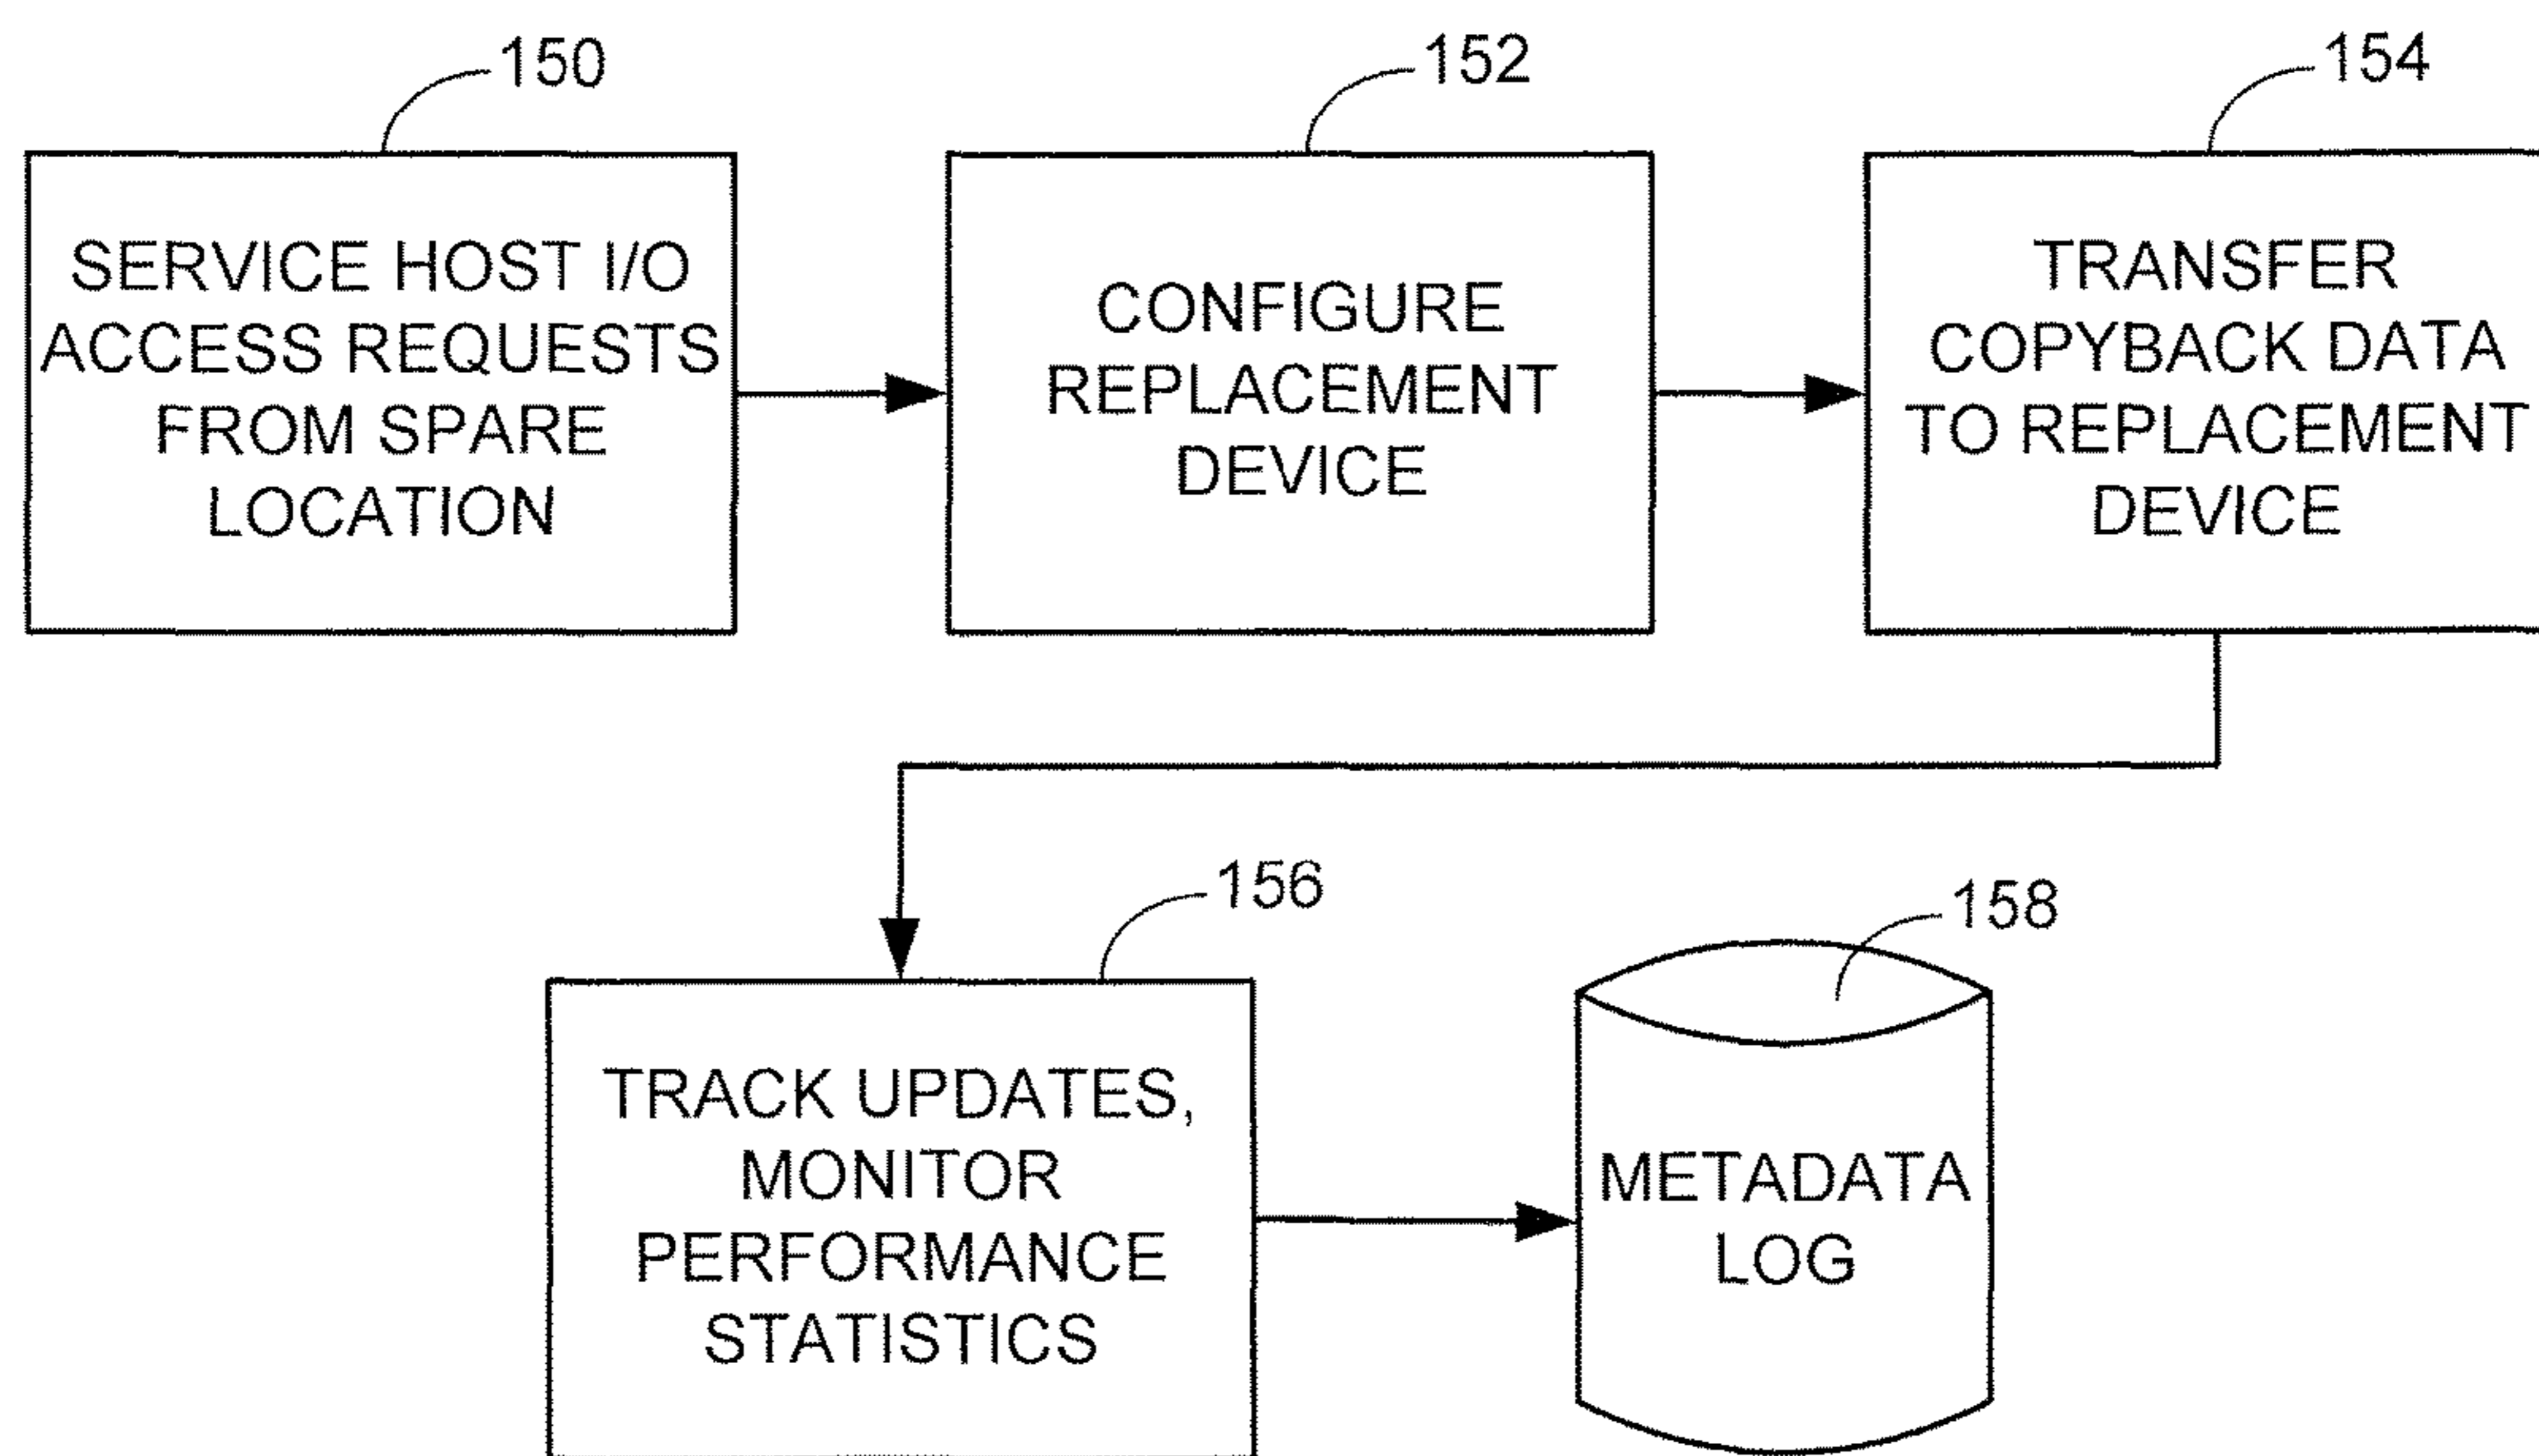 150
SERVICE HOST I/O
ACCESS REQUESTS
FROM SPARE
LOCATION
152
CONFIGURE
REPLACEMENT
DEVICE
154
TRANSFER
COPYBACK DATA
TO REPLACEMENT
DEVICE
156
TRACK UPDATES,
MONITOR
PERFORMANCE
STATISTICS
158
METADATA
LOG